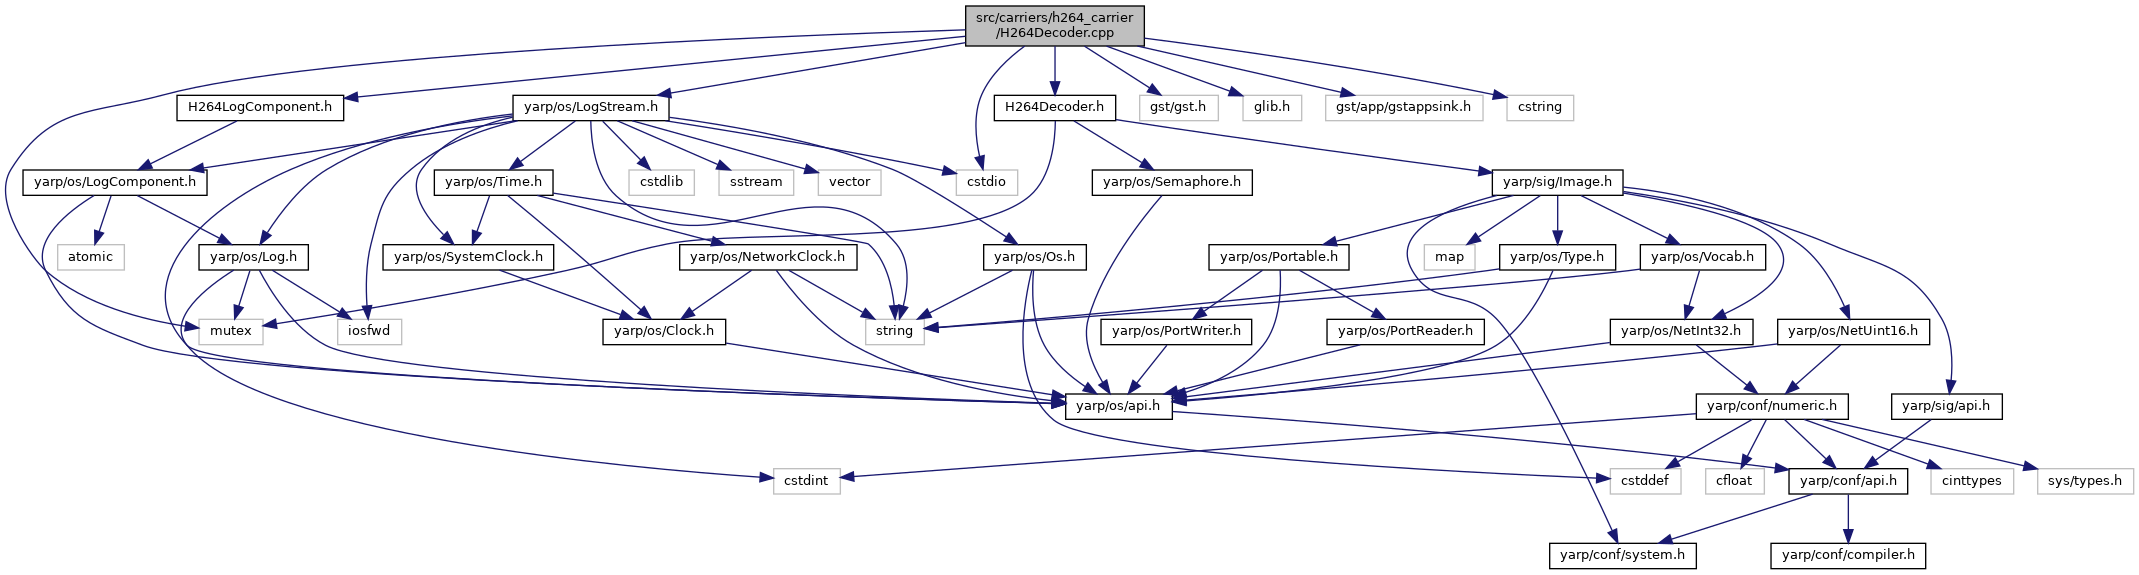 src/carriers/h264_carrier
/H264Decoder.cpp
H264LogComponent.h
yarp/os/LogStream.h
H264Decoder.h
gst/gst.h
glib.h
gst/app/gstappsink.h
cstring
yarp/os/LogComponent.h
yarp/os/Time.h
cstdlib
sstream
vector
cstdio
yarp/os/Semaphore.h
yarp/sig/Image.h
atomic
yarp/os/Log.h
yarp/os/SystemClock.h
yarp/os/NetworkClock.h
yarp/os/Os.h
yarp/os/Portable.h
map
yarp/os/Type.h
yarp/os/Vocab.h
mutex
iosfwd
yarp/os/Clock.h
string
yarp/os/PortWriter.h
yarp/os/PortReader.h
yarp/os/NetInt32.h
yarp/os/NetUint16.h
yarp/os/api.h
yarp/conf/numeric.h
yarp/sig/api.h
cstdint
cstddef
cfloat
yarp/conf/api.h
cinttypes
sys/types.h
yarp/conf/system.h
yarp/conf/compiler.h